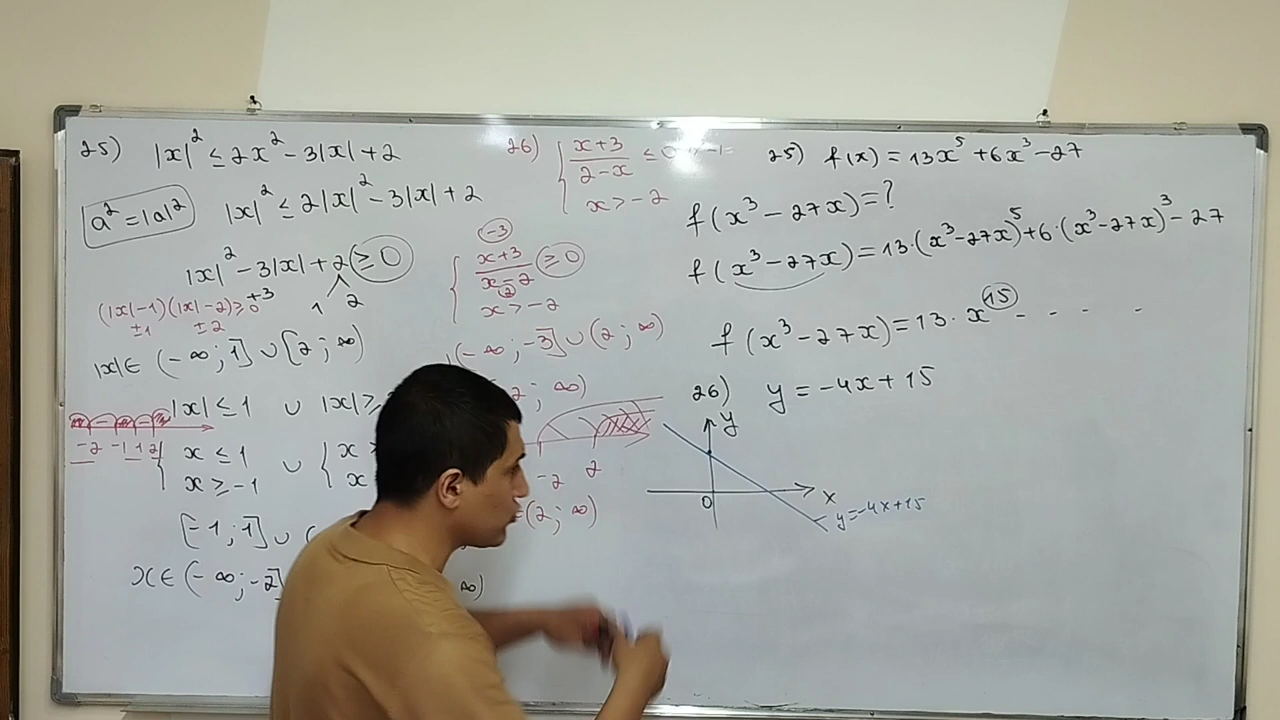 25) |x|² ≤ 2x² - 3|x| + 2
a² = |a|²
|x|² ≤ 2|x|² - 3|x| + 2
|x|² - 3|x| + 2 ≥ 0
+3
1 2
(|x|-1)(|x|-2) ≥ 0
±1 ±2
|x| ∈ (-∞; 1] ∪ [2; ∞)
|x| ≤ 1 ∪ |x| ≥
-2 -1 1 2
{ x ≤ 1 ∪ { x
x ≥ -1 x
[-1; 1] ∪ (
x ∈ (-∞; -2] ∞)
26) { x+3 / 2-x ≤ 0
x > -2
-3
{ x+3 / x-2 ≥ 0
2
x > -2
(-∞; -3] ∪ (2; ∞)
2; ∞)
-2 2
(2; ∞)
25) f(x) = 13x⁵ + 6x³ - 27
f(x³ - 27x) = ?
f(x³ - 27x) = 13·(x³ - 27x)⁵ + 6·(x³ - 27x)³ - 27
f(x³ - 27x) = 13·x¹⁵ - - - -
26) y = -4x + 15
y
0 x
y = -4x + 15